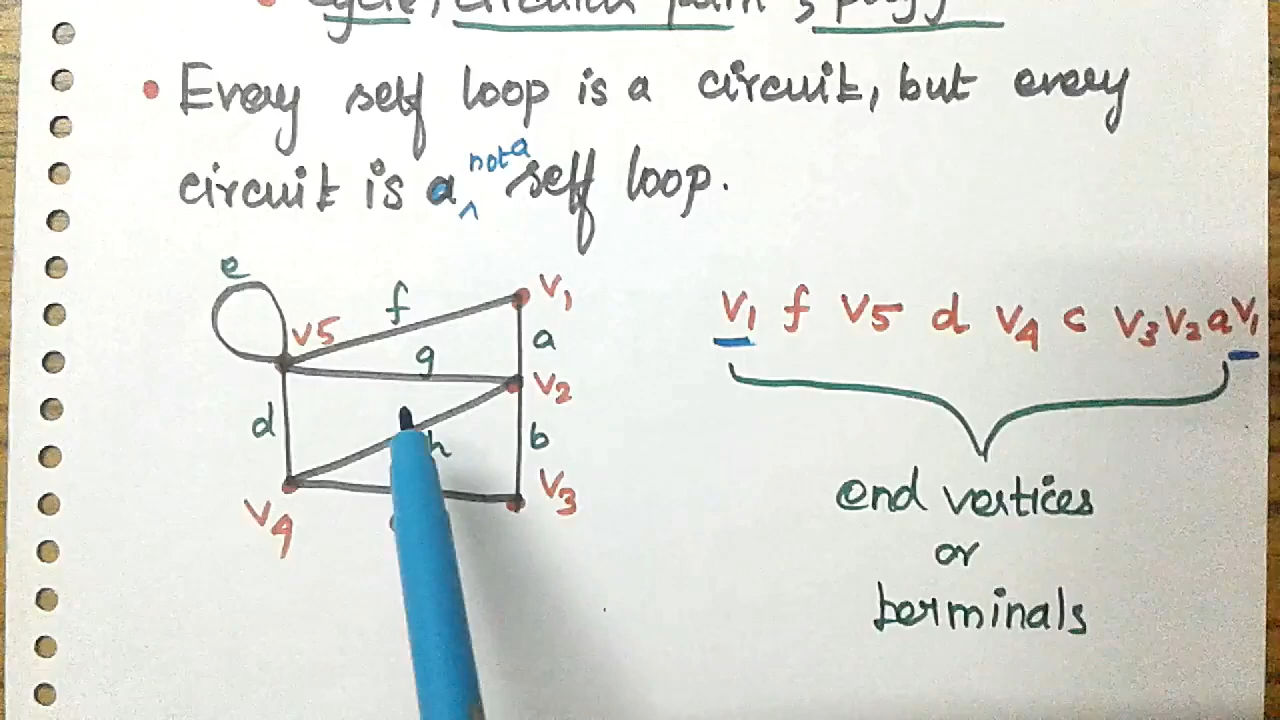 Every self loop is a circuit, but every
circuit is a not a self loop.
e
f
V1
V5
a
g
V2
d
h
b
V3
V4
V1 f V5 d V4 c V3 V2 a V1
end vertices
or
terminals